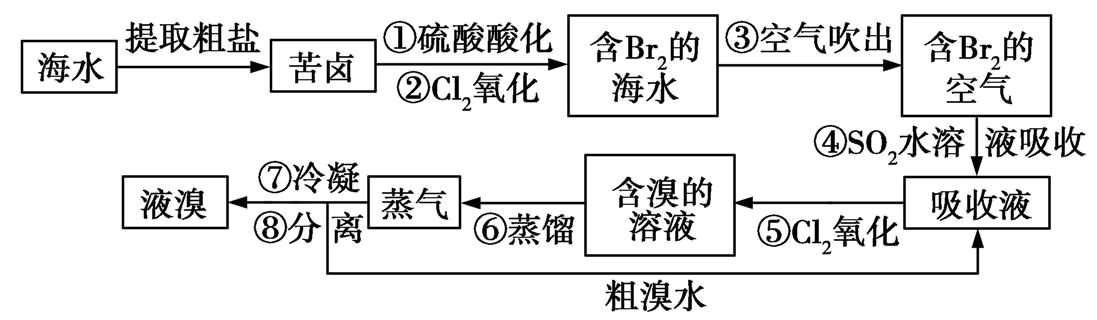 海水
提取粗盐
苦卤
①硫酸酸化
②Cl₂氧化
含Br₂的
海水
③空气吹出
含Br₂的
空气
④SO₂水溶液吸收
吸收液
⑤Cl₂氧化
含溴的
溶液
⑥蒸馏
蒸气
⑦冷凝
⑧分离
液溴
粗溴水